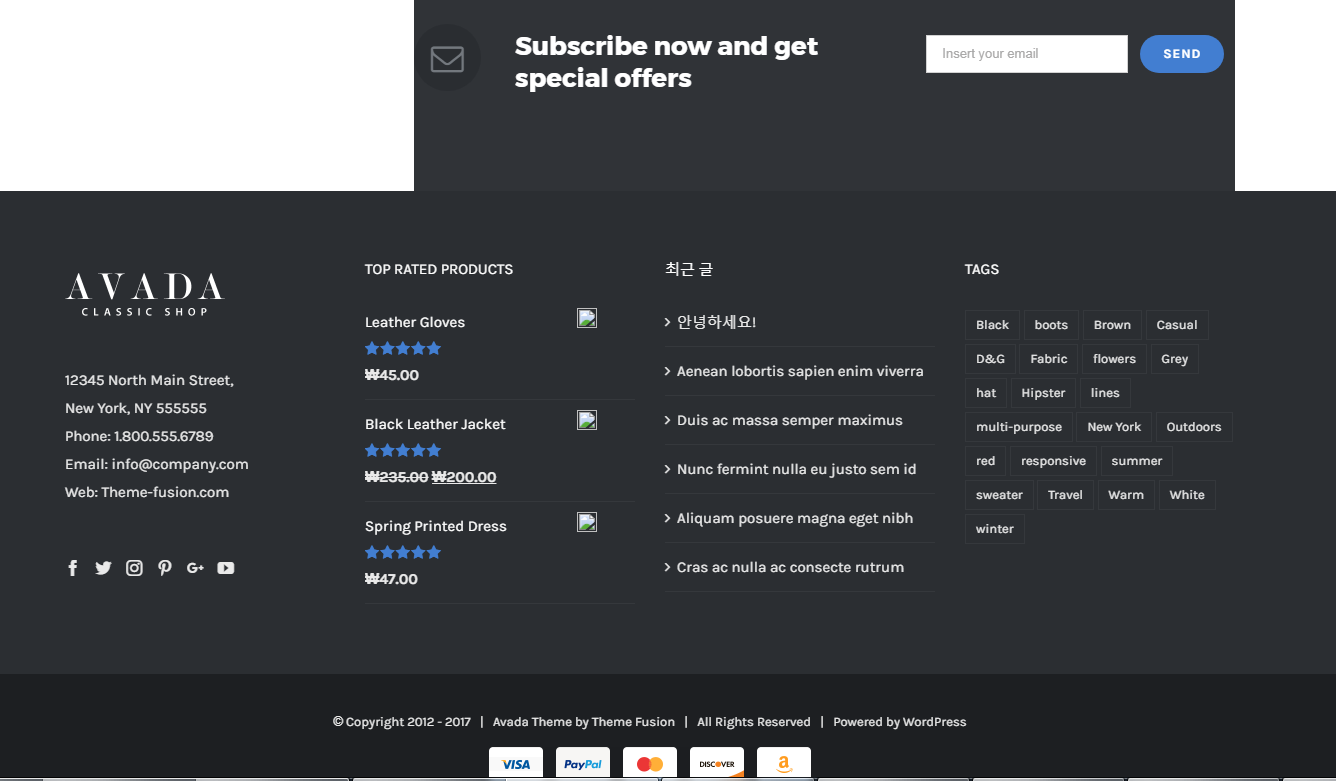 Subscribe now and get
special offers
Insert your email
SEND
AVADA
CLASSIC SHOP
12345 North Main Street,
New York, NY 555555
Phone: 1.800.555.6789
Email: info@company.com
Web: Theme-fusion.com
TOP RATED PRODUCTS
Leather Gloves
₩45.00
Black Leather Jacket
₩235.00 ₩200.00
Spring Printed Dress
₩47.00
최근 글
안녕하세요!
Aenean lobortis sapien enim viverra
Duis ac massa semper maximus
Nunc fermint nulla eu justo sem id
Aliquam posuere magna eget nibh
Cras ac nulla ac consecte rutrum
TAGS
Black boots Brown Casual
D&G Fabric flowers Grey
hat Hipster lines
multi-purpose New York Outdoors
red responsive summer
sweater Travel Warm White
winter
© Copyright 2012 - 2017 | Avada Theme by Theme Fusion | All Rights Reserved | Powered by WordPress
VISA PayPal DISCOVER a